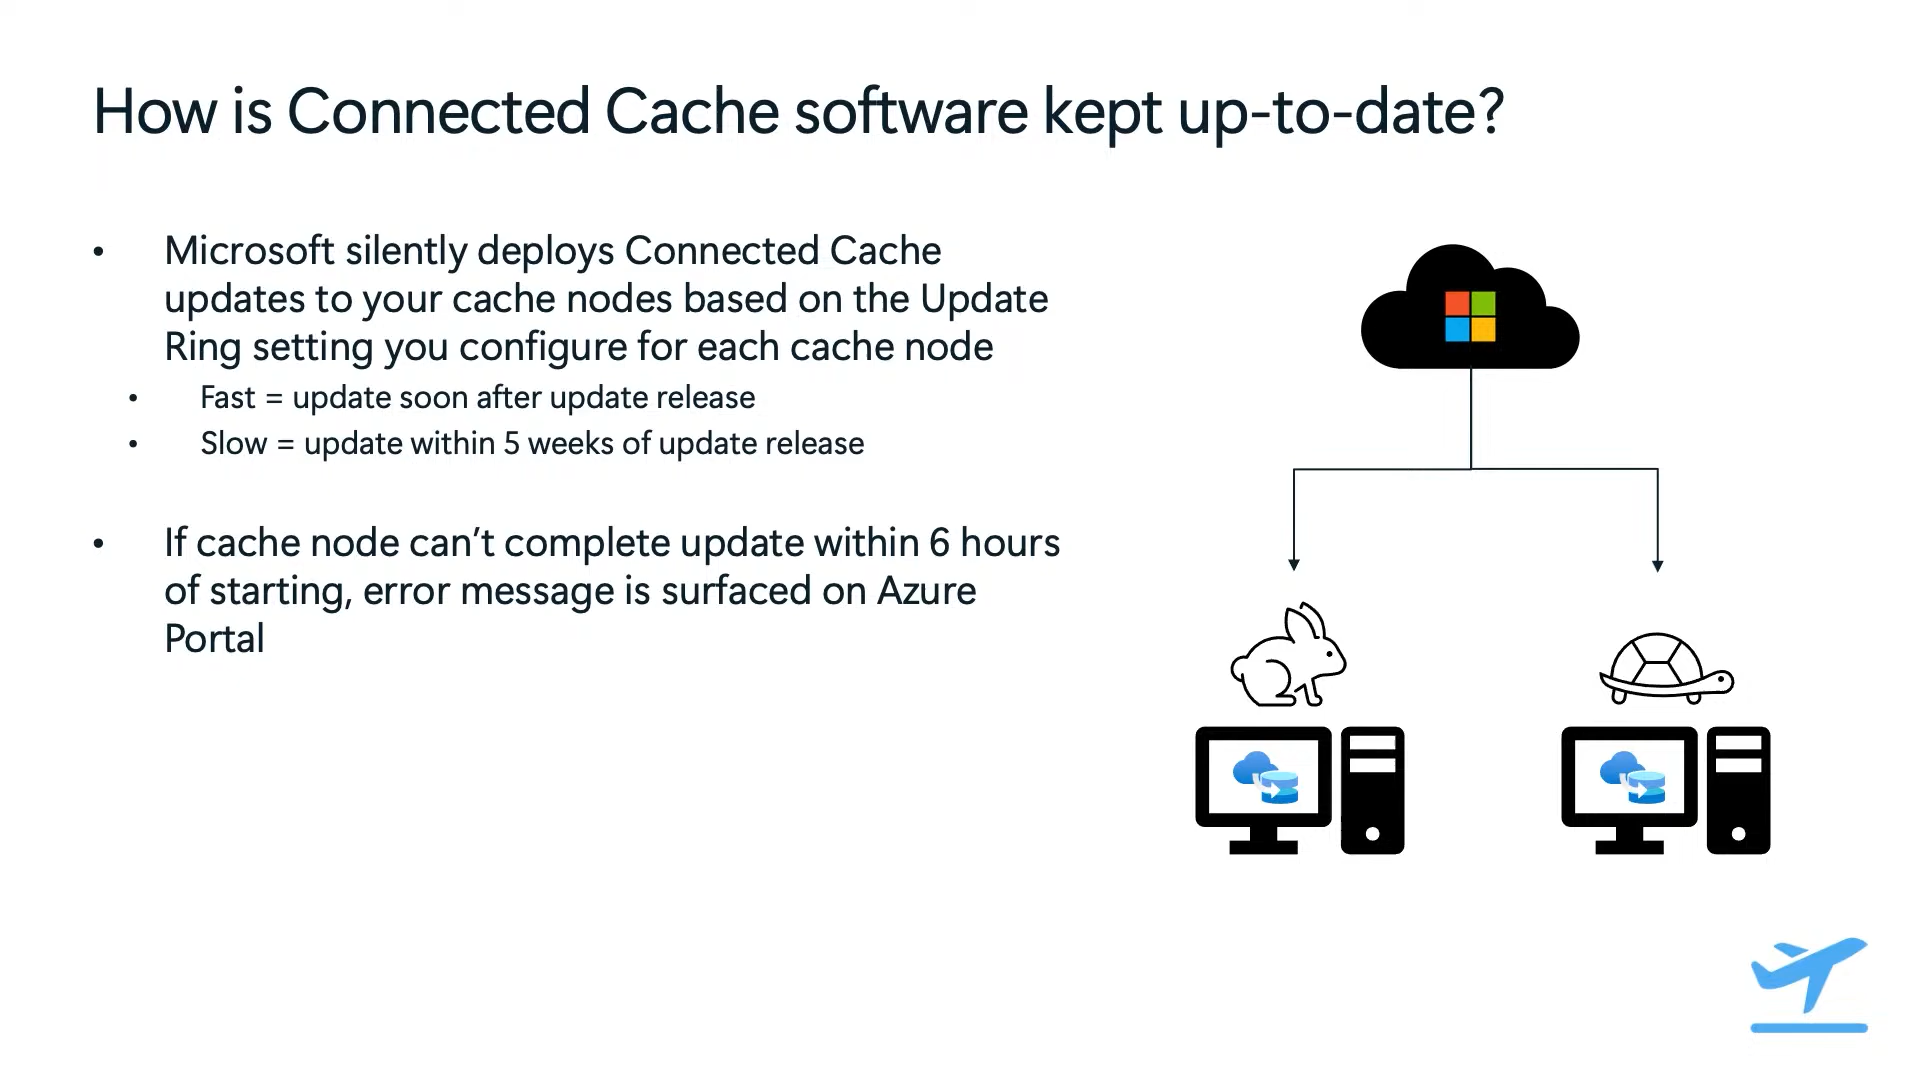 How is Connected Cache software kept up-to-date?
• Microsoft silently deploys Connected Cache
updates to your cache nodes based on the Update
Ring setting you configure for each cache node
• Fast = update soon after update release
• Slow = update within 5 weeks of update release
• If cache node can’t complete update within 6 hours
of starting, error message is surfaced on Azure
Portal